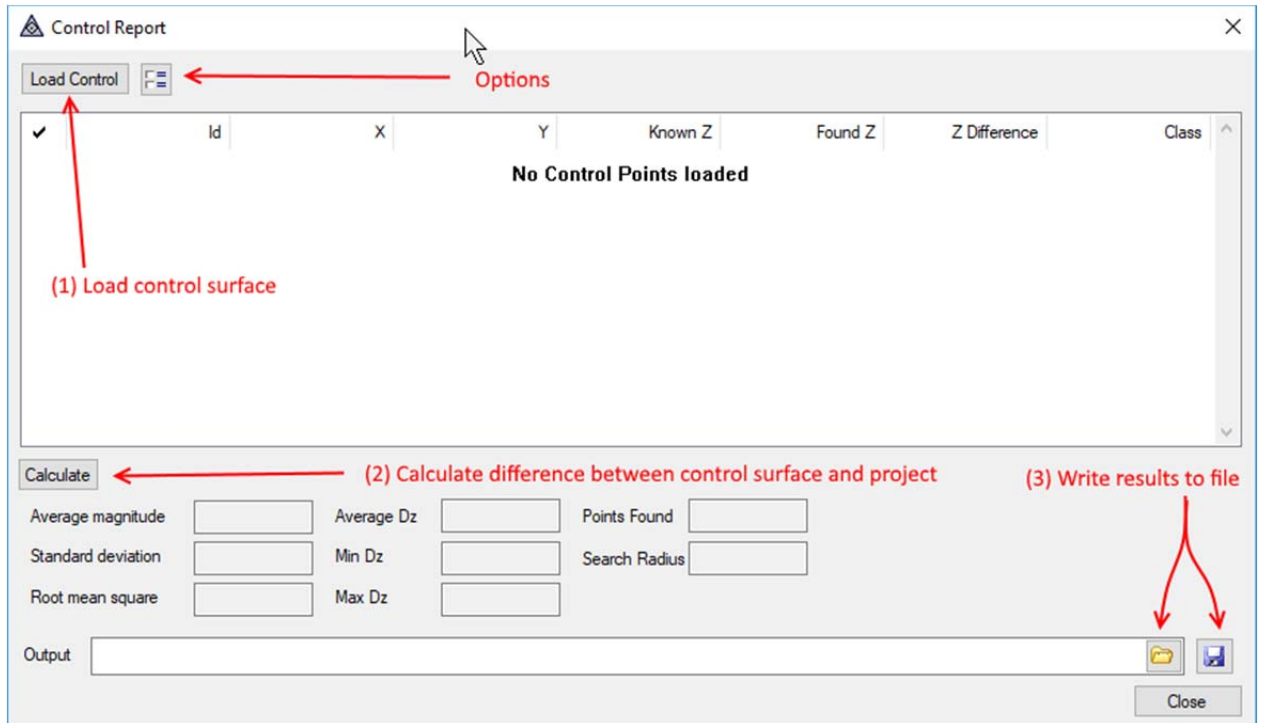 Control Report
Load Control
Options
Id X Y Known Z Found Z Z Difference Class
No Control Points loaded
(1) Load control surface
Calculate
(2) Calculate difference between control surface and project
(3) Write results to file
Average magnitude Average Dz Points Found
Standard deviation Min Dz Search Radius
Root mean square Max Dz
Output
Close